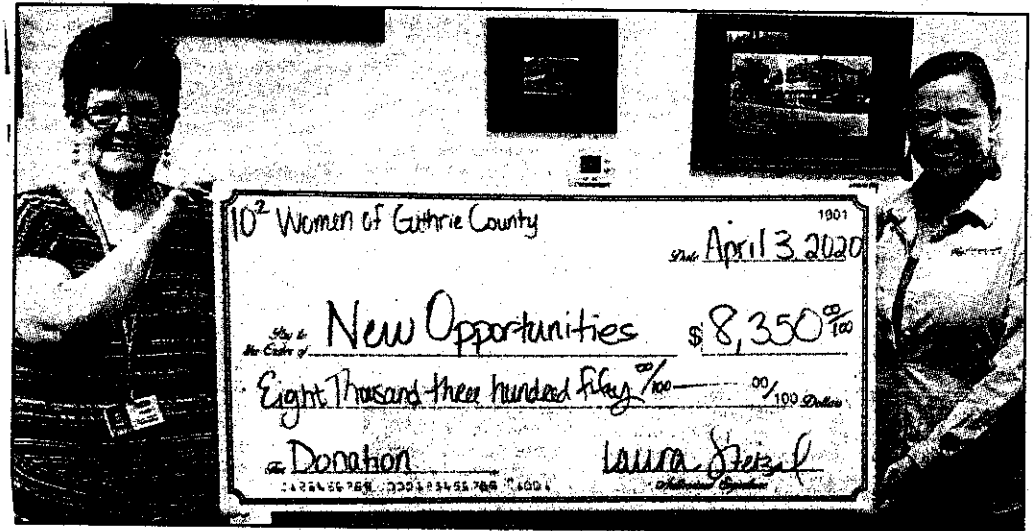 10² Women of Guthrie County
1901
Date April 3 2020
Pay to the Order of New Opportunities $ 8,350 00/100
Eight Thousand three hundred fifty 00/100 00/100 Dollars
For Donation Laura
Authorized Signature